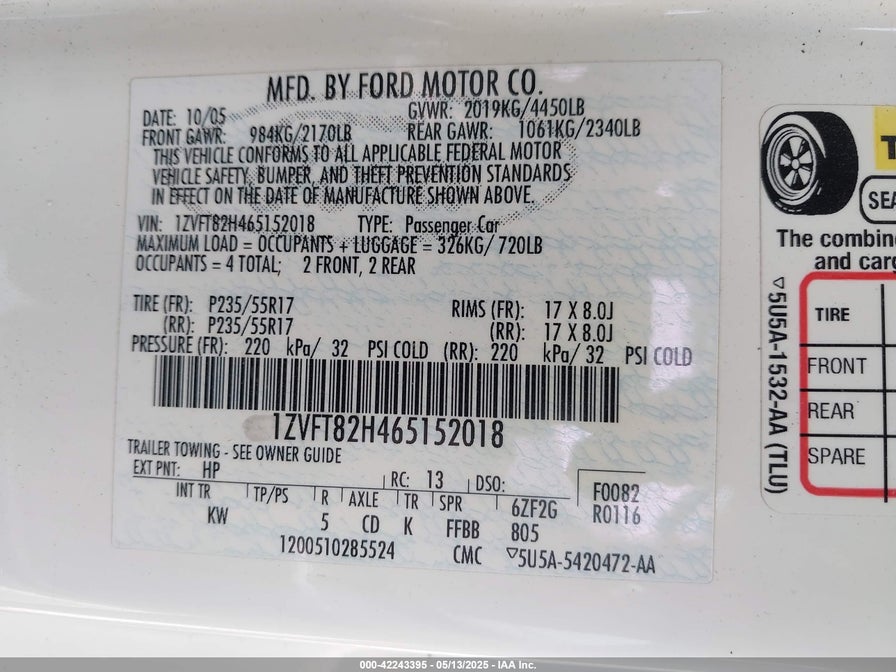 MFD. BY FORD MOTOR CO.
DATE: 10/05 GVWR: 2019KG/4450LB
FRONT GAWR: 984KG/2170LB REAR GAWR: 1061KG/2340LB
THIS VEHICLE CONFORMS TO ALL APPLICABLE FEDERAL MOTOR
VEHICLE SAFETY, BUMPER, AND THEFT PREVENTION STANDARDS
IN EFFECT ON THE DATE OF MANUFACTURE SHOWN ABOVE.
VIN: 1ZVFT82H465152018 TYPE: Passenger Car
MAXIMUM LOAD = OCCUPANTS + LUGGAGE = 326KG/ 720LB
OCCUPANTS = 4 TOTAL; 2 FRONT, 2 REAR
TIRE (FR): P235/55R17 RIMS (FR): 17 X 8.0J
(RR): P235/55R17 (RR): 17 X 8.0J
PRESSURE (FR): 220 kPa/ 32 PSI COLD (RR): 220 kPa/ 32 PSI COLD
1ZVFT82H465152018
TRAILER TOWING - SEE OWNER GUIDE
EXT PNT: HP RC: 13 DSO: F0082
INT TR TP/PS R AXLE TR SPR 6ZF2G R0116
KW 5 CD K FFBB 805
1200510285524 CMC ▽5U5A-5420472-AA
T
SEA
The combin
and carg
▽5U5A-1532-AA (TLU)
TIRE
FRONT
REAR
SPARE
000-42243395 - 05/13/2025 - IAA Inc.